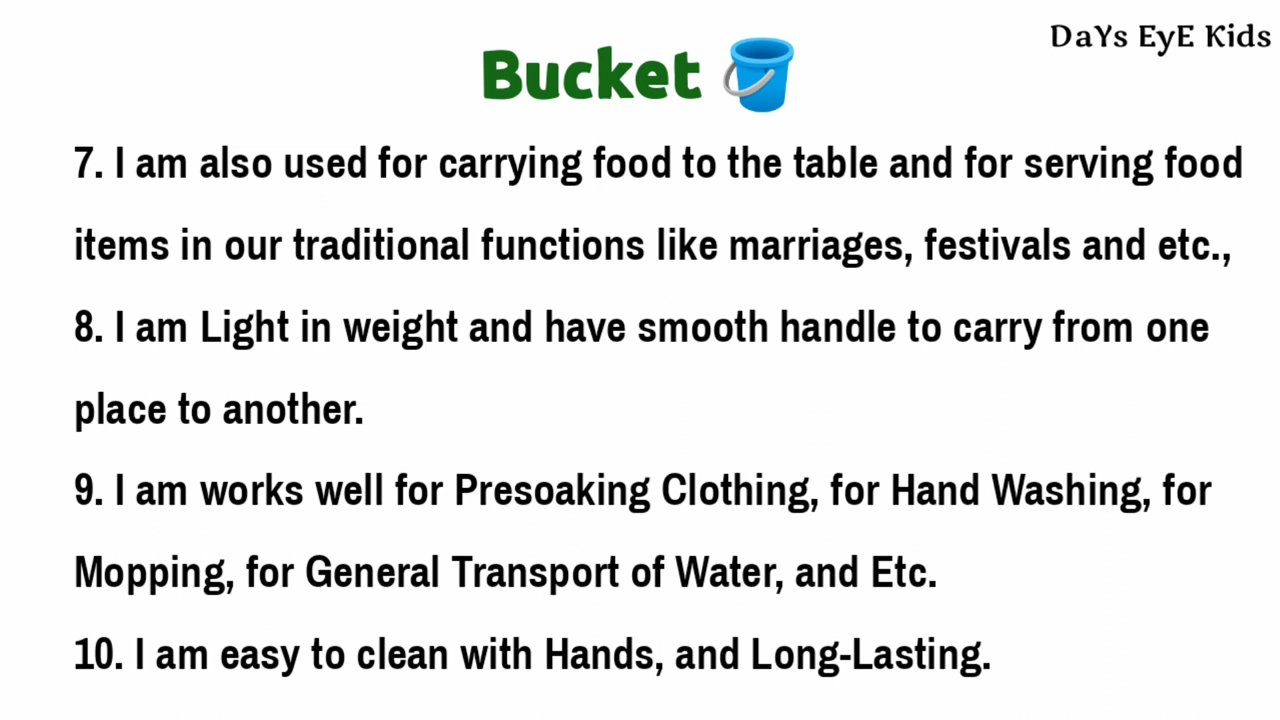 DaYs EyE Kids
Bucket
7. I am also used for carrying food to the table and for serving food
items in our traditional functions like marriages, festivals and etc.,
8. I am Light in weight and have smooth handle to carry from one
place to another.
9. I am works well for Presoaking Clothing, for Hand Washing, for
Mopping, for General Transport of Water, and Etc.
10. I am easy to clean with Hands, and Long-Lasting.